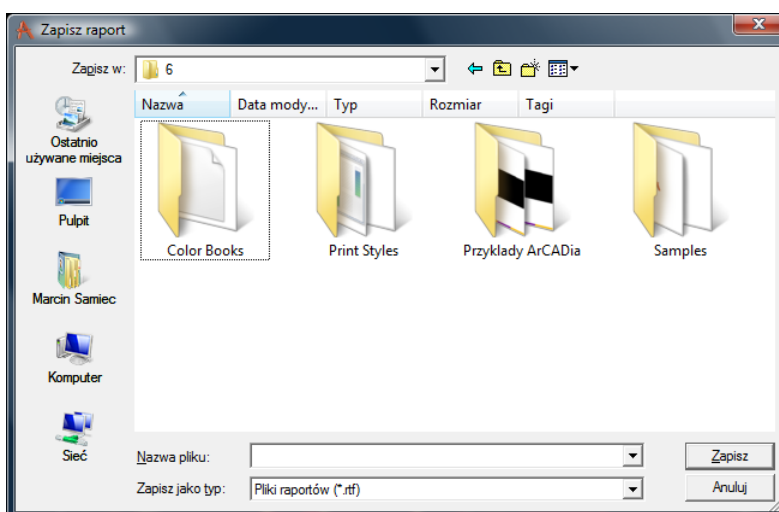 Zapisz raport
Zapisz w:
6
Nazwa
Data mody...
Typ
Rozmiar
Tagi
Ostatnio
używane miejsca
Pulpit
Marcin Samiec
Komputer
Sieć
Color Books
Print Styles
Przyklady ArCADia
Samples
Nazwa pliku:
Zapisz
Zapisz jako typ:
Pliki raportów (*.rtf)
Anuluj